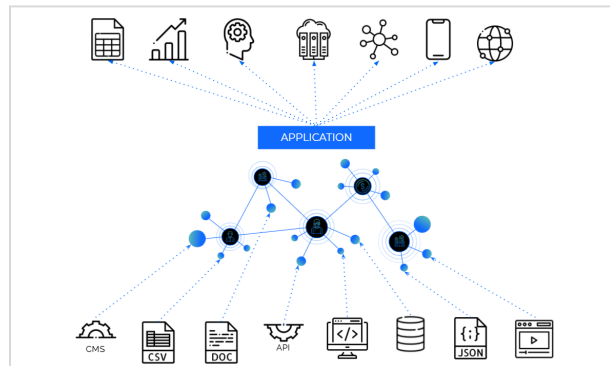 APPLICATION
CMS
CSV
DOC
API
</>
{;}
JSON